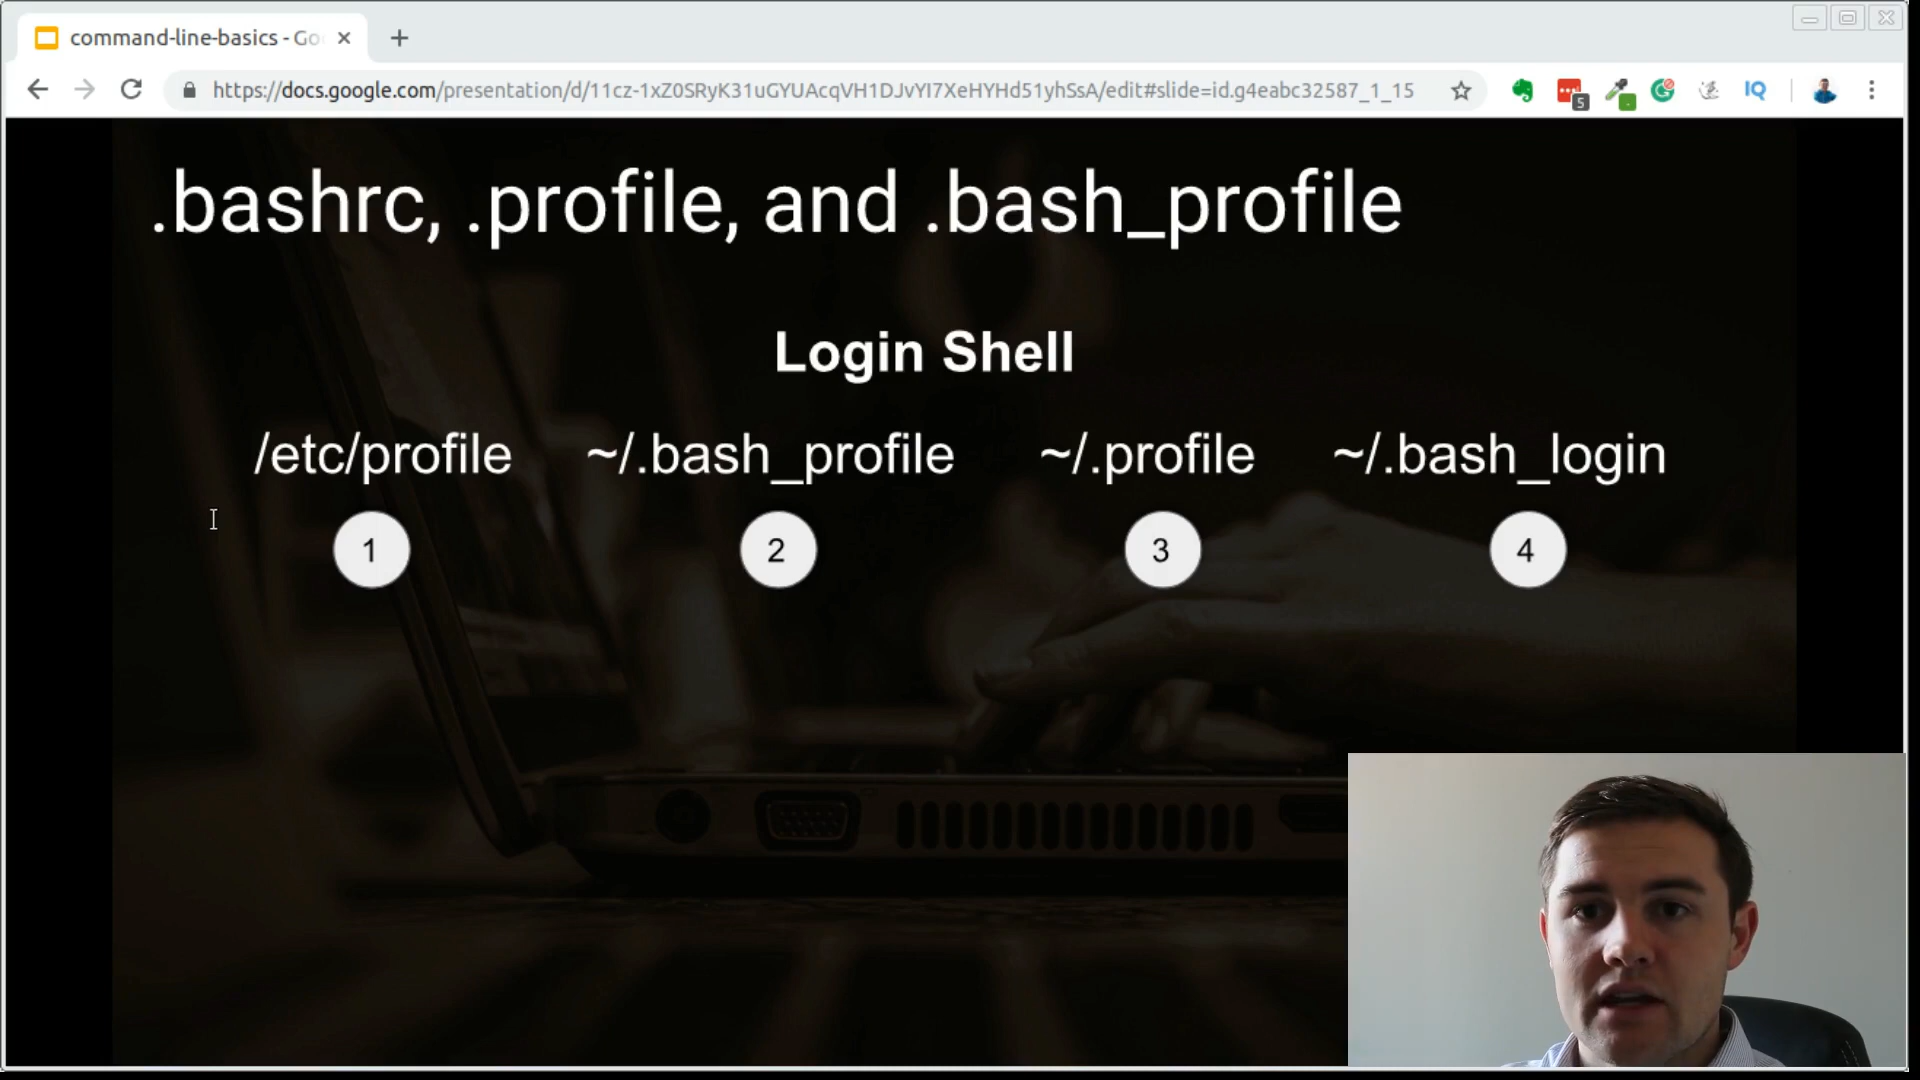 command-line-basics - Go
https://docs.google.com/presentation/d/11cz-1xZ0SRyK31uGYUAcqVH1DJvYI7XeHYHd51yhSsA/edit#slide=id.g4eabc32587_1_15
5
IQ
.bashrc, .profile, and .bash_profile
Login Shell
/etc/profile ~/.bash_profile ~/.profile ~/.bash_login
1 2 3 4